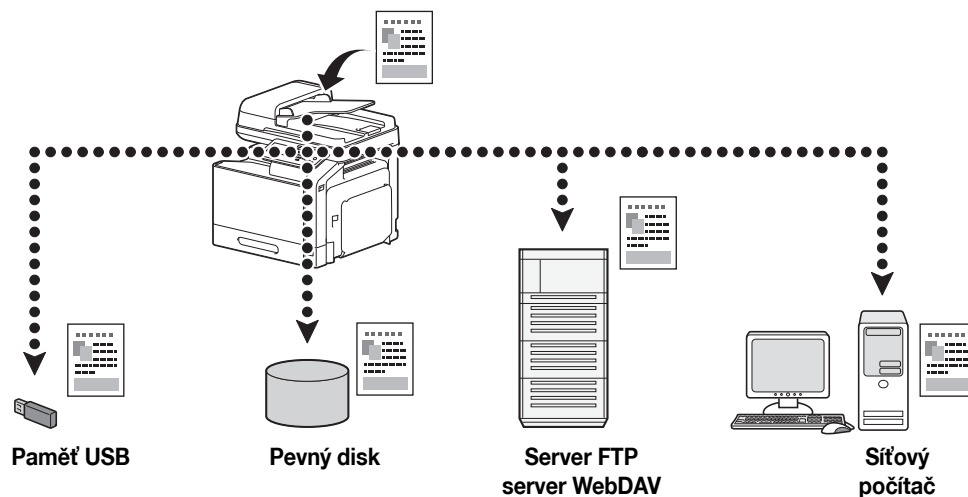 Paměť USB
Pevný disk
Server FTP
server WebDAV
Síťový
počítač